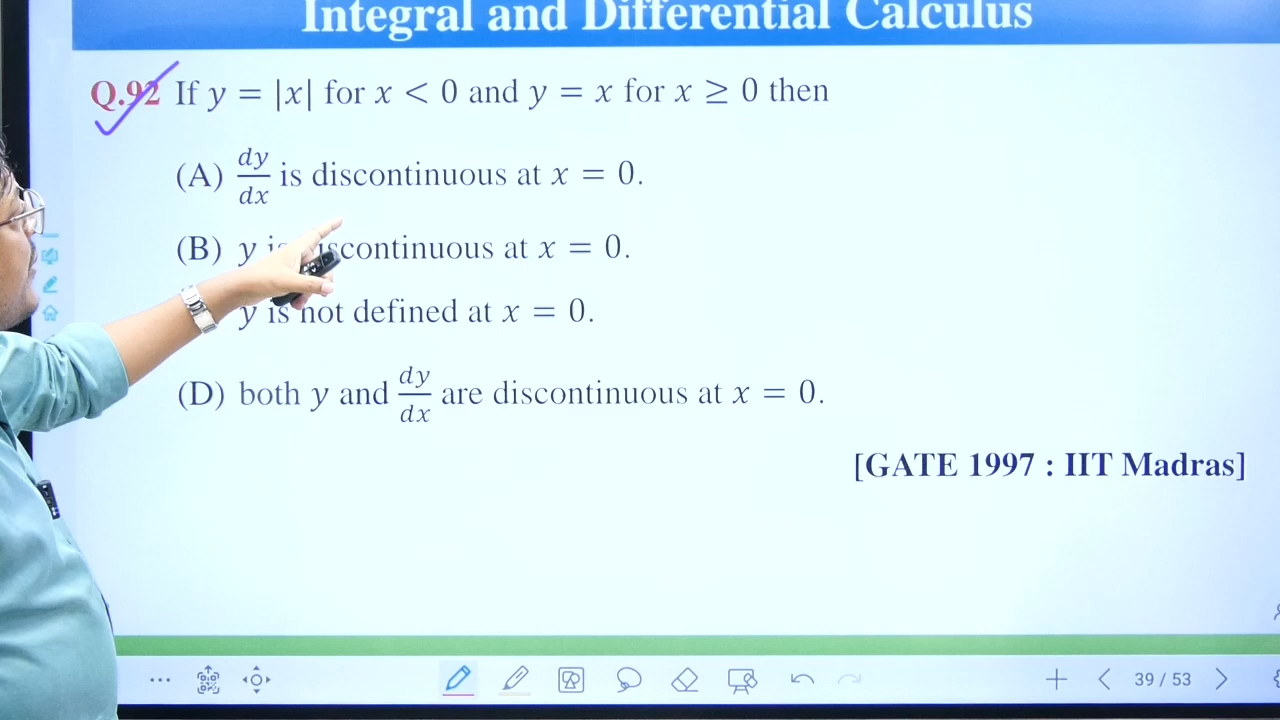 Integral and Differential Calculus
Q.92 If y = |x| for x < 0 and y = x for x ≥ 0 then
(A) dy/dx is discontinuous at x = 0.
(B) y is discontinuous at x = 0.
y is not defined at x = 0.
(D) both y and dy/dx are discontinuous at x = 0.
[GATE 1997 : IIT Madras]
39 / 53